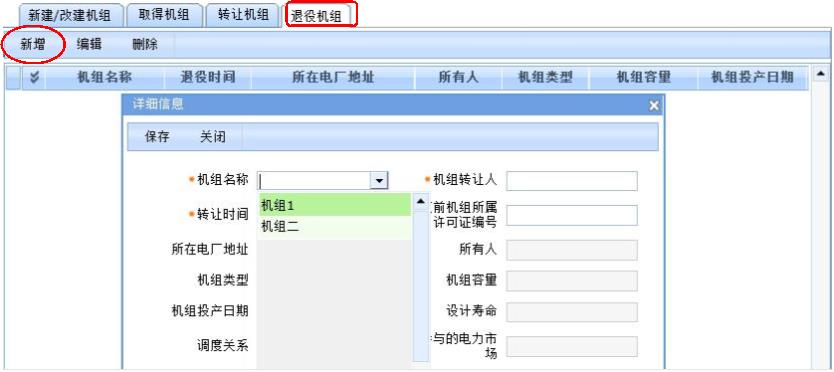 新建/改建机组 取得机组 转让机组 退役机组
新增 编辑 删除
机组名称 退役时间 所在电厂地址 所有人 机组类型 机组容量 机组投产日期
详细信息
保存 关闭
*机组名称 *机组转让人
机组1
*转让时间 前机组所属
许可证编号
机组二
所在电厂地址 所有人
机组类型 机组容量
机组投产日期 设计寿命
调度关系 与的电力市
场